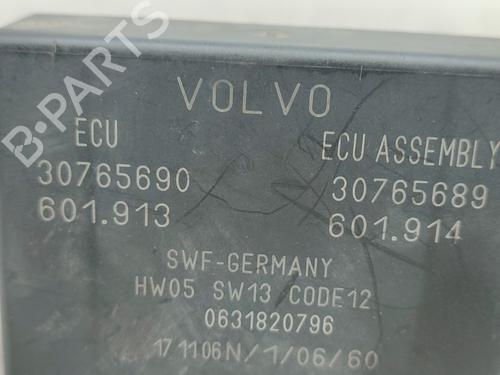 VOLVO
ECU ECU ASSEMBLY
30765690 30765689
601.913 601.914
SWF-GERMANY
HW05 SW13 CODE12
0631820796
171106N/1/06/60
B-PARTS